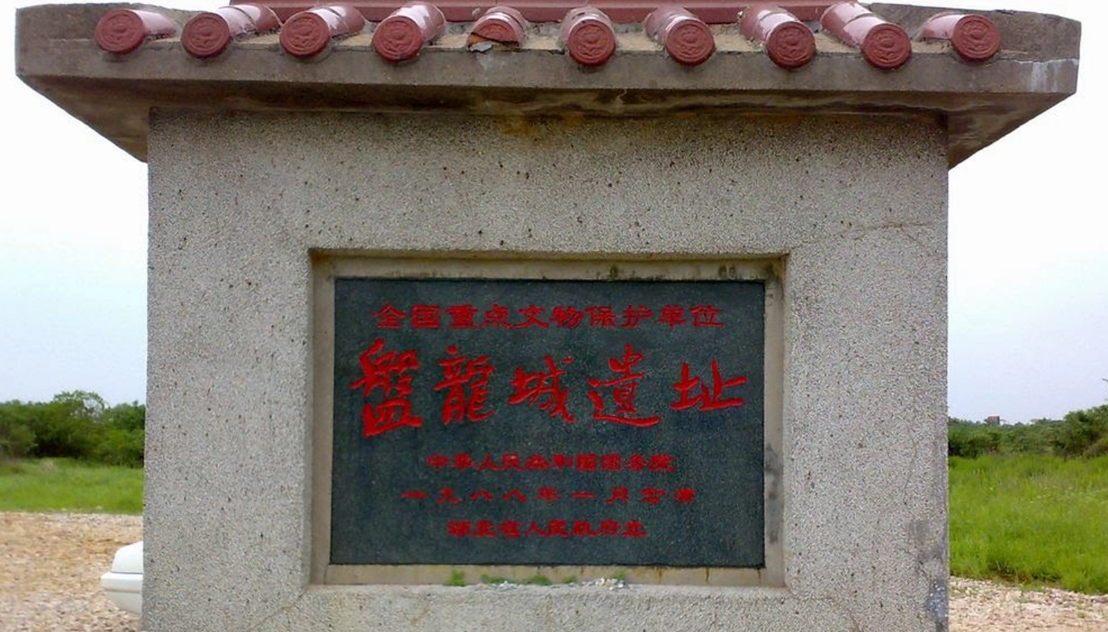 全国重点文物保护单位
盤龍城遺址
中华人民共和国国务院
一九八八年一月公布
湖北省人民政府立